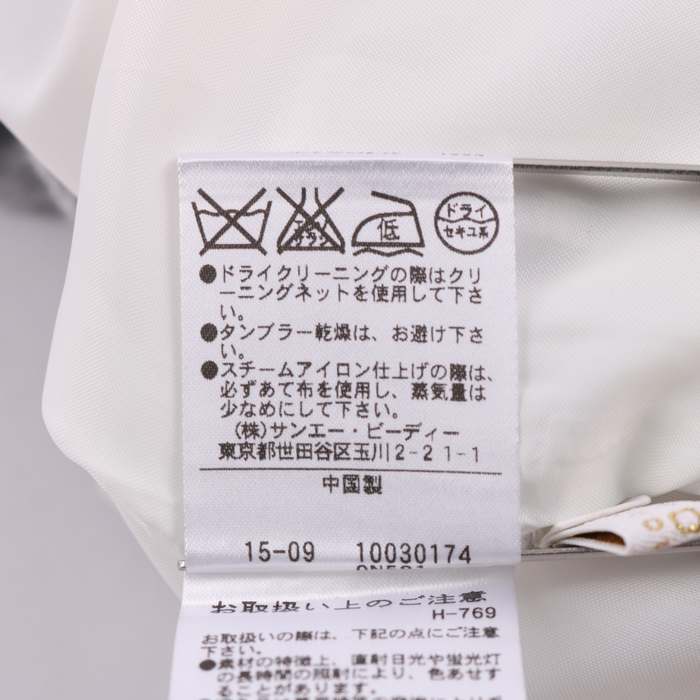 低
ドライ
セキユ系
●ドライクリーニングの際はクリ
ーニングネットを使用して下さ
い。
●タンブラー乾燥は、お避け下さ
い。
●スチームアイロン仕上げの際は、
必ずあて布を使用し、蒸気量は
少なめにして下さい。
(株)サンエー・ビーディー
東京都世田谷区玉川2-21-1
中国製
15-09 10030174
お取扱い上のご注意
H-769
お取扱いの際は、下記の点にご注意
下さい。
●素材の特徴上、直射日光や蛍光灯
の長時間の照射により、色あせす
ることがあります。